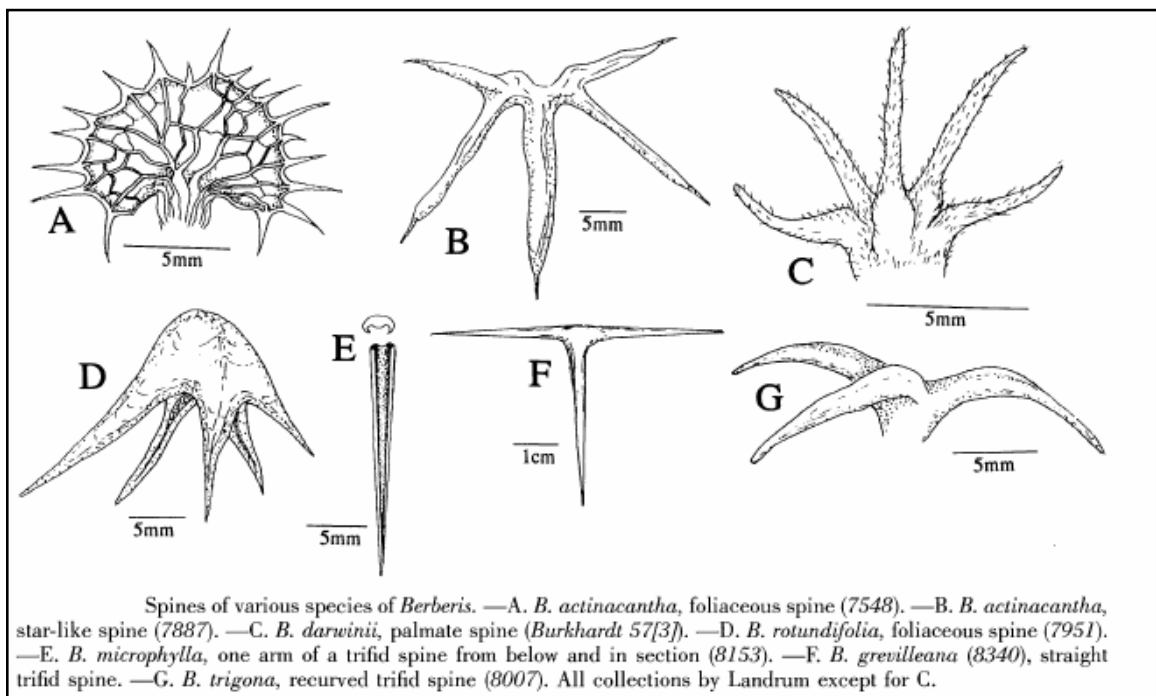 A
5mm
B
5mm
C
5mm
D
5mm
E
5mm
F
1cm
G
5mm
Spines of various species of Berberis. —A. B. actinacantha, foliaceous spine (7548). —B. B. actinacantha,
star-like spine (7887). —C. B. darwinii, palmate spine (Burkhardt 57[3]). —D. B. rotundifolia, foliaceous spine (7951).
—E. B. microphylla, one arm of a trifid spine from below and in section (8153). —F. B. grevilleana (8340), straight
trifid spine. —G. B. trigona, recurved trifid spine (8007). All collections by Landrum except for C.